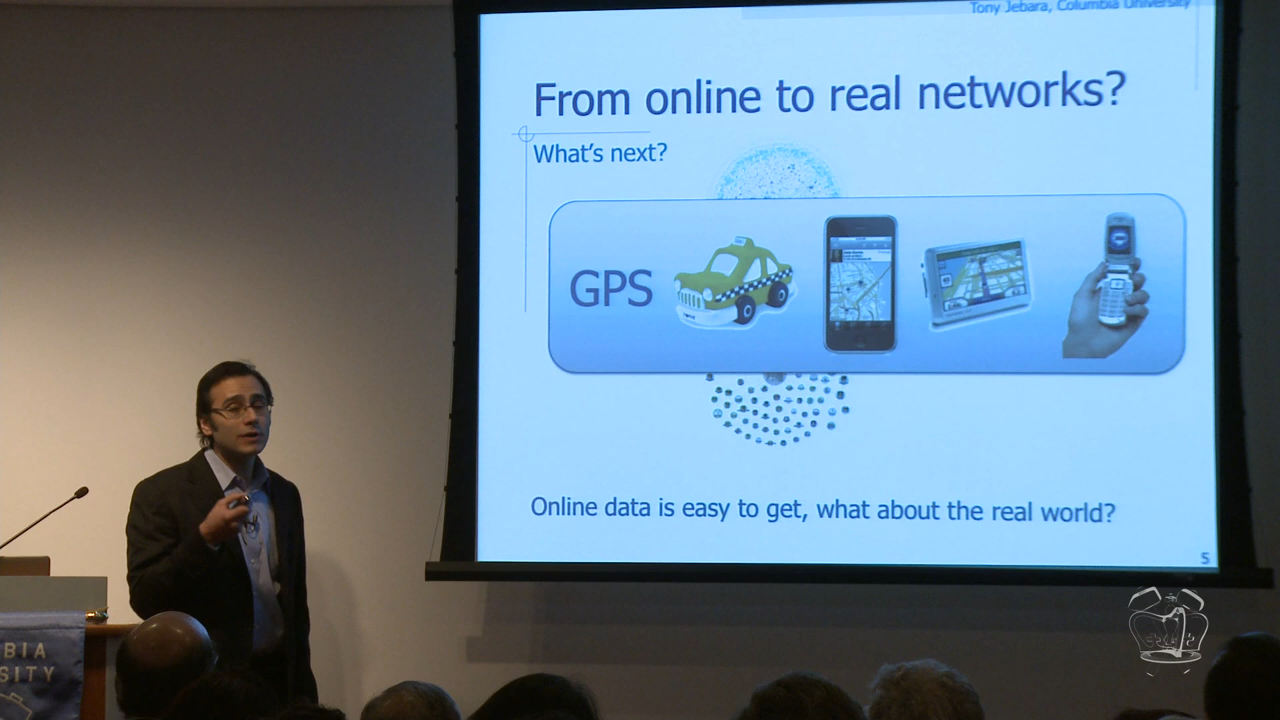 Tony Jebara, Columbia University
From online to real networks?
What's next?
GPS
Online data is easy to get, what about the real world?
5
BIA
SITY